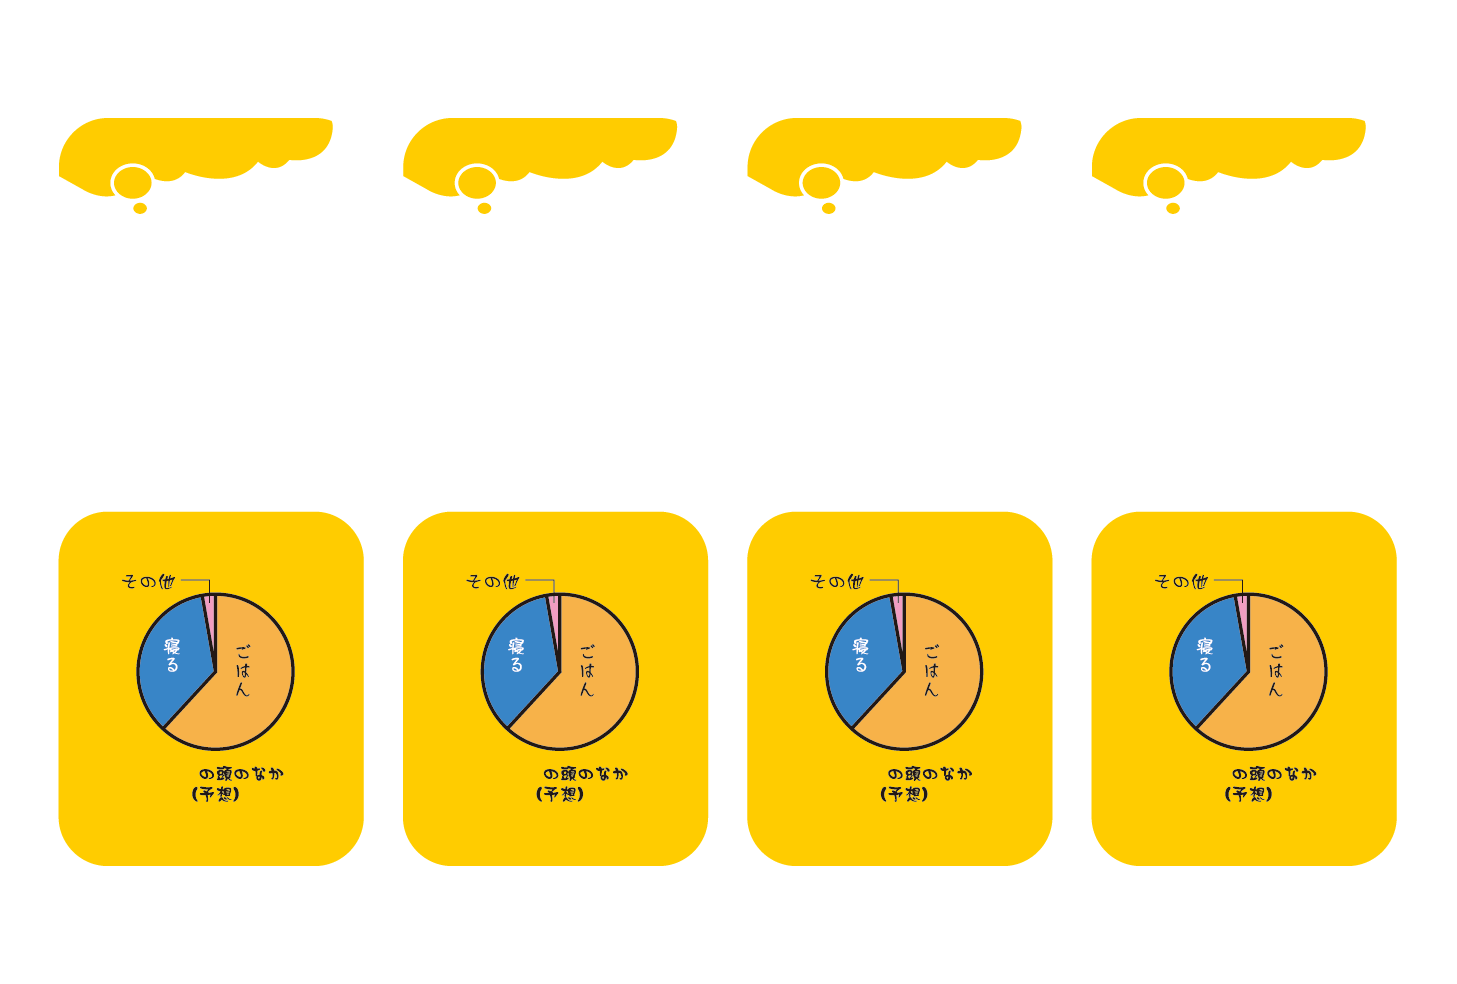 その他
寝る
ごはん
の頭のなか
(予想)
その他
寝る
ごはん
の頭のなか
(予想)
その他
寝る
ごはん
の頭のなか
(予想)
その他
寝る
ごはん
の頭のなか
(予想)